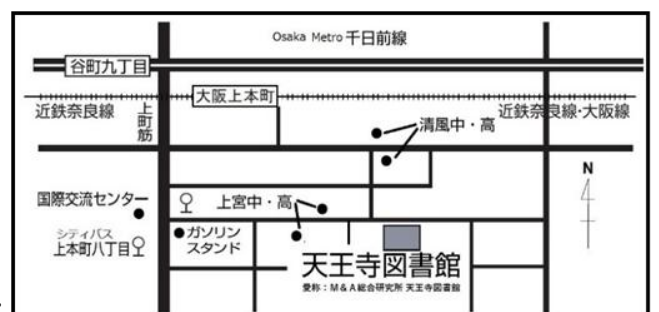 Osaka Metro 千日前線
谷町九丁目
大阪上本町
近鉄奈良線
上町筋
清風中・高
近鉄奈良線・大阪線
N
国際交流センター
上宮中・高
シティバス
上本町八丁目
ガソリン
スタンド
天王寺図書館
愛称:M&A総合研究所 天王寺図書館